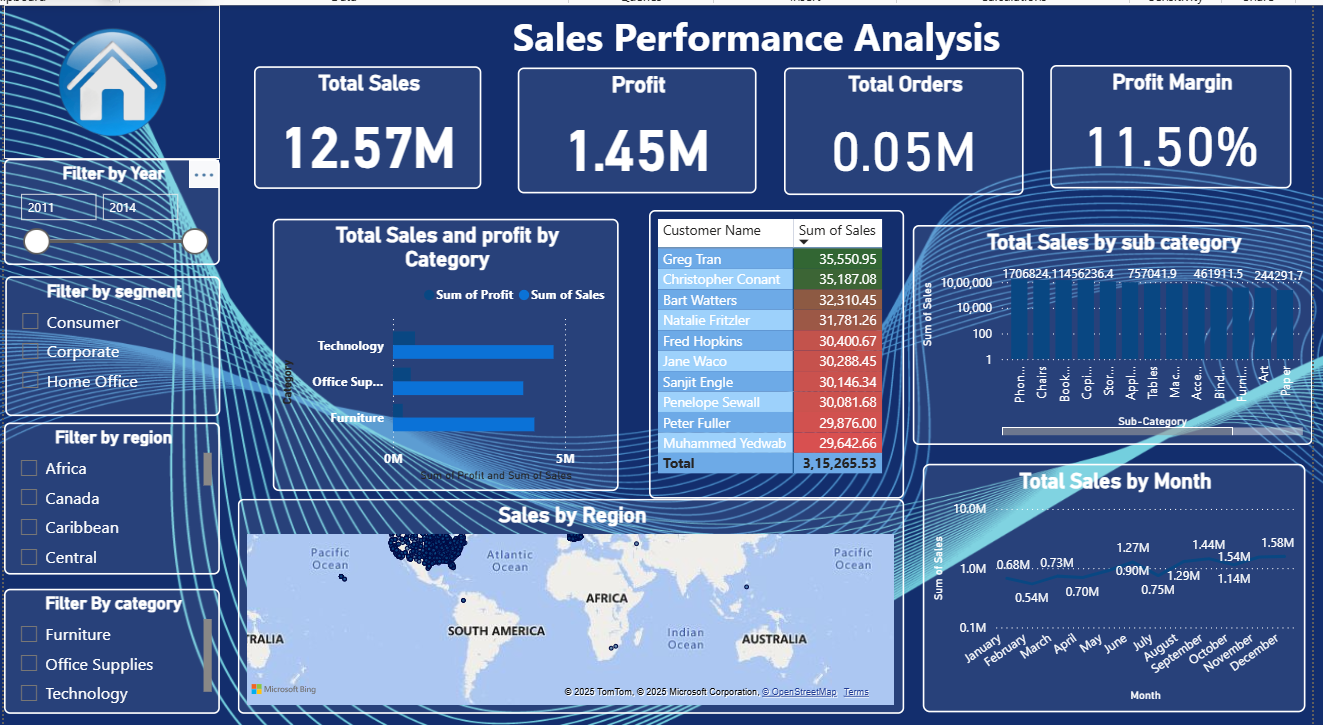 Sales Performance Analysis
Total Sales
12.57M
Profit
1.45M
Total Orders
0.05M
Profit Margin
11.50%
Filter by Year
2011
2014
Filter by segment
Consumer
Corporate
Home Office
Filter by region
Africa
Canada
Caribbean
Central
Filter By category
Furniture
Office Supplies
Technology
Total Sales and profit by
Category
Sum of Profit
Sum of Sales
Category
Technology
Office Sup...
Furniture
0M
5M
Sum of Profit and Sum of Sales
Customer Name Sum of Sales
Greg Tran 35,550.95
Christopher Conant 35,187.08
Bart Watters 32,310.45
Natalie Fritzler 31,781.26
Fred Hopkins 30,400.67
Jane Waco 30,288.45
Sanjit Engle 30,146.34
Penelope Sewall 30,081.68
Peter Fuller 29,876.00
Muhammed Yedwab 29,642.66
Total 3,15,265.53
Total Sales by sub category
Sum of Sales
1706824.11456236.4 757041.9 461911.5 244291.7
10,00,000
10,000
100
1
Phon...
Chairs
Book...
Copi...
Stor...
Appl...
Tables
Mac...
Acce...
Bind...
Furni...
Art
Paper
Sub-Category
Sales by Region
Pacific
Ocean
Atlantic
Ocean
Pacific
Ocean
AFRICA
SOUTH AMERICA
Indian
Ocean
AUSTRALIA
TRALIA
Microsoft Bing
© 2025 TomTom, © 2025 Microsoft Corporation, © OpenStreetMap Terms
Total Sales by Month
Sum of Sales
10.0M
1.0M
0.1M
0.68M
0.54M
0.73M
0.70M
1.27M
0.90M
0.75M
1.29M
1.44M
1.54M
1.14M
1.58M
January
February
March
April
May
June
July
August
September
October
November
December
Month